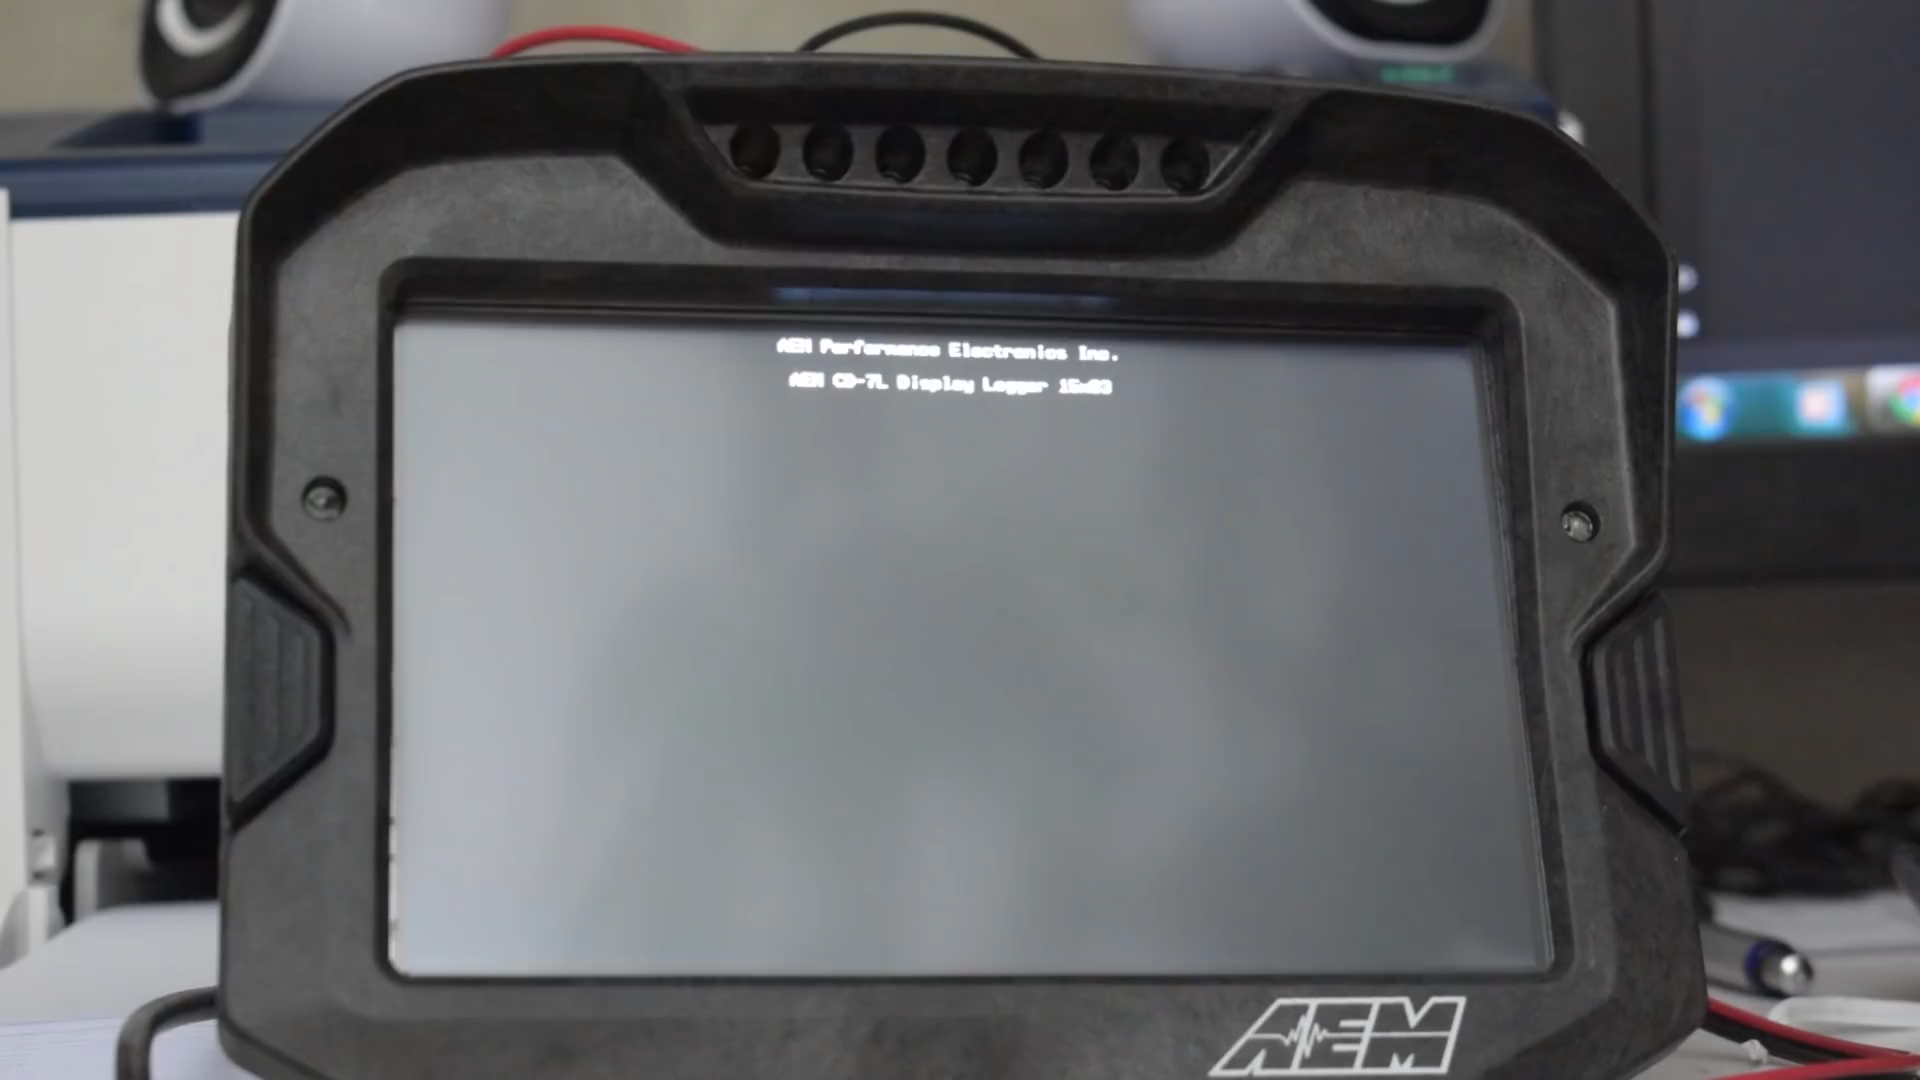 AEM Performance Electronics Inc.
AEM CD-7L Display Logger
AEM